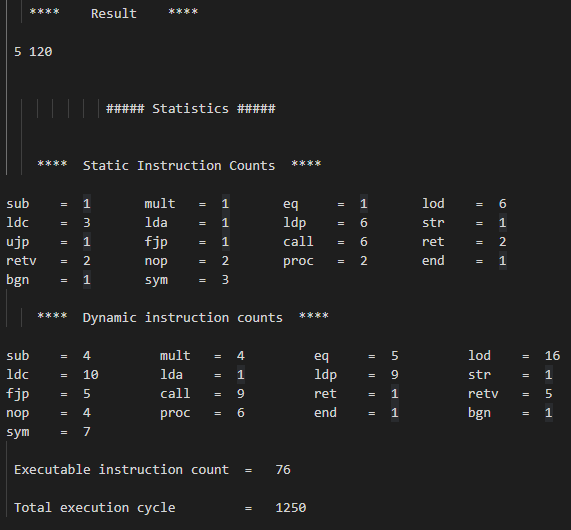 **** Result ****
5 120
##### Statistics #####
**** Static Instruction Counts ****
sub = 1 mult = 1 eq = 1 lod = 6
ldc = 3 lda = 1 ldp = 6 str = 1
ujp = 1 fjp = 1 call = 6 ret = 2
retv = 2 nop = 2 proc = 2 end = 1
bgn = 1 sym = 3
**** Dynamic instruction counts ****
sub = 4 mult = 4 eq = 5 lod = 16
ldc = 10 lda = 1 ldp = 9 str = 1
fjp = 5 call = 9 ret = 1 retv = 5
nop = 4 proc = 6 end = 1 bgn = 1
sym = 7
Executable instruction count = 76
Total execution cycle = 1250